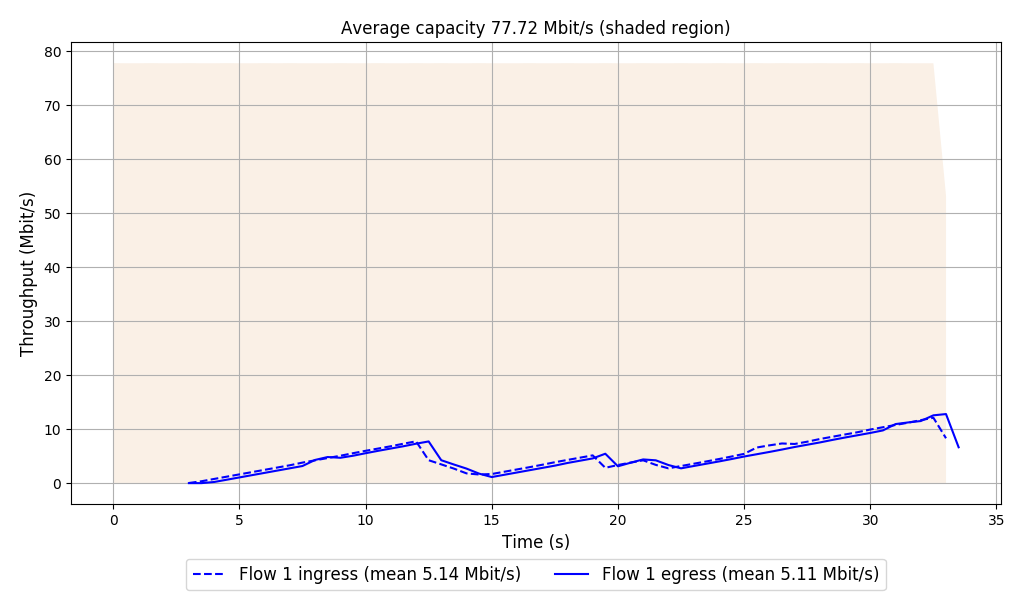 Average capacity 77.72 Mbit/s (shaded region)
80
70
60
50
40
30
20
10
0
Throughput (Mbit/s)
0 5 10 15 20 25 30 35
Time (s)
Flow 1 ingress (mean 5.14 Mbit/s) Flow 1 egress (mean 5.11 Mbit/s)